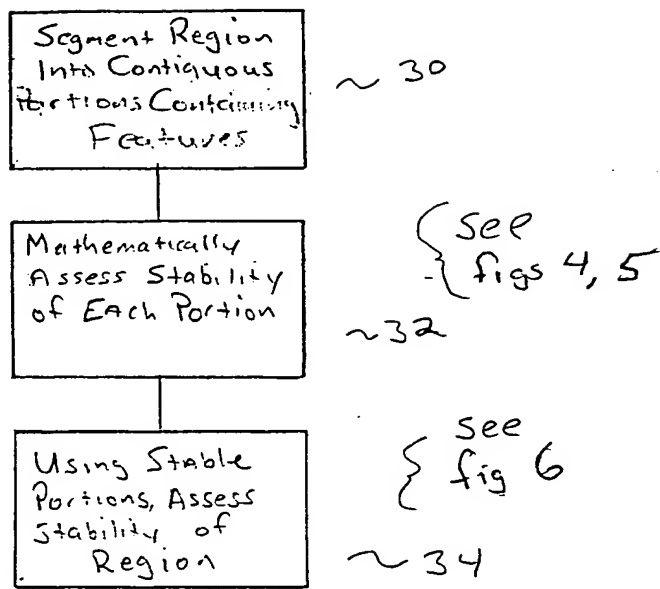 Segment Region
Into Contiguous
Portions Containing
Features
~ 30
Mathematically
Assess Stability
of Each Portion
{ see
figs 4, 5
~32
Using Stable
Portions, Assess
Stability of
Region
{ see
fig 6
~ 34